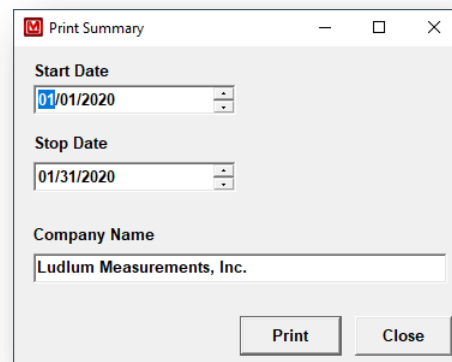 Print Summary
Start Date
01/01/2020
Stop Date
01/31/2020
Company Name
Ludlum Measurements, Inc.
Print Close